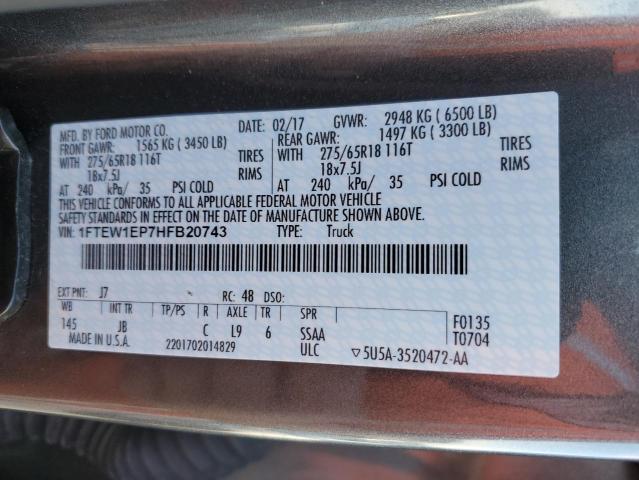 MFD. BY FORD MOTOR CO.
DATE: 02/17 GVWR: 2948 KG ( 6500 LB)
FRONT GAWR: 1565 KG ( 3450 LB)
REAR GAWR: 1497 KG ( 3300 LB)
WITH 275/65R18 116T TIRES
WITH 275/65R18 116T TIRES
18x7.5J RIMS
18x7.5J RIMS
AT 240 kPa/ 35 PSI COLD
AT 240 kPa/ 35 PSI COLD
THIS VEHICLE CONFORMS TO ALL APPLICABLE FEDERAL MOTOR VEHICLE
SAFETY STANDARDS IN EFFECT ON THE DATE OF MANUFACTURE SHOWN ABOVE.
VIN: 1FTEW1EP7HFB20743 TYPE: Truck
EXT PNT: J7 RC: 48 DSO:
WB INT TR TP/PS R AXLE TR SPR
145 JB C L9 6 SSAA F0135
MADE IN U.S.A. 2201702014829 ULC T0704
▽5U5A-3520472-AA